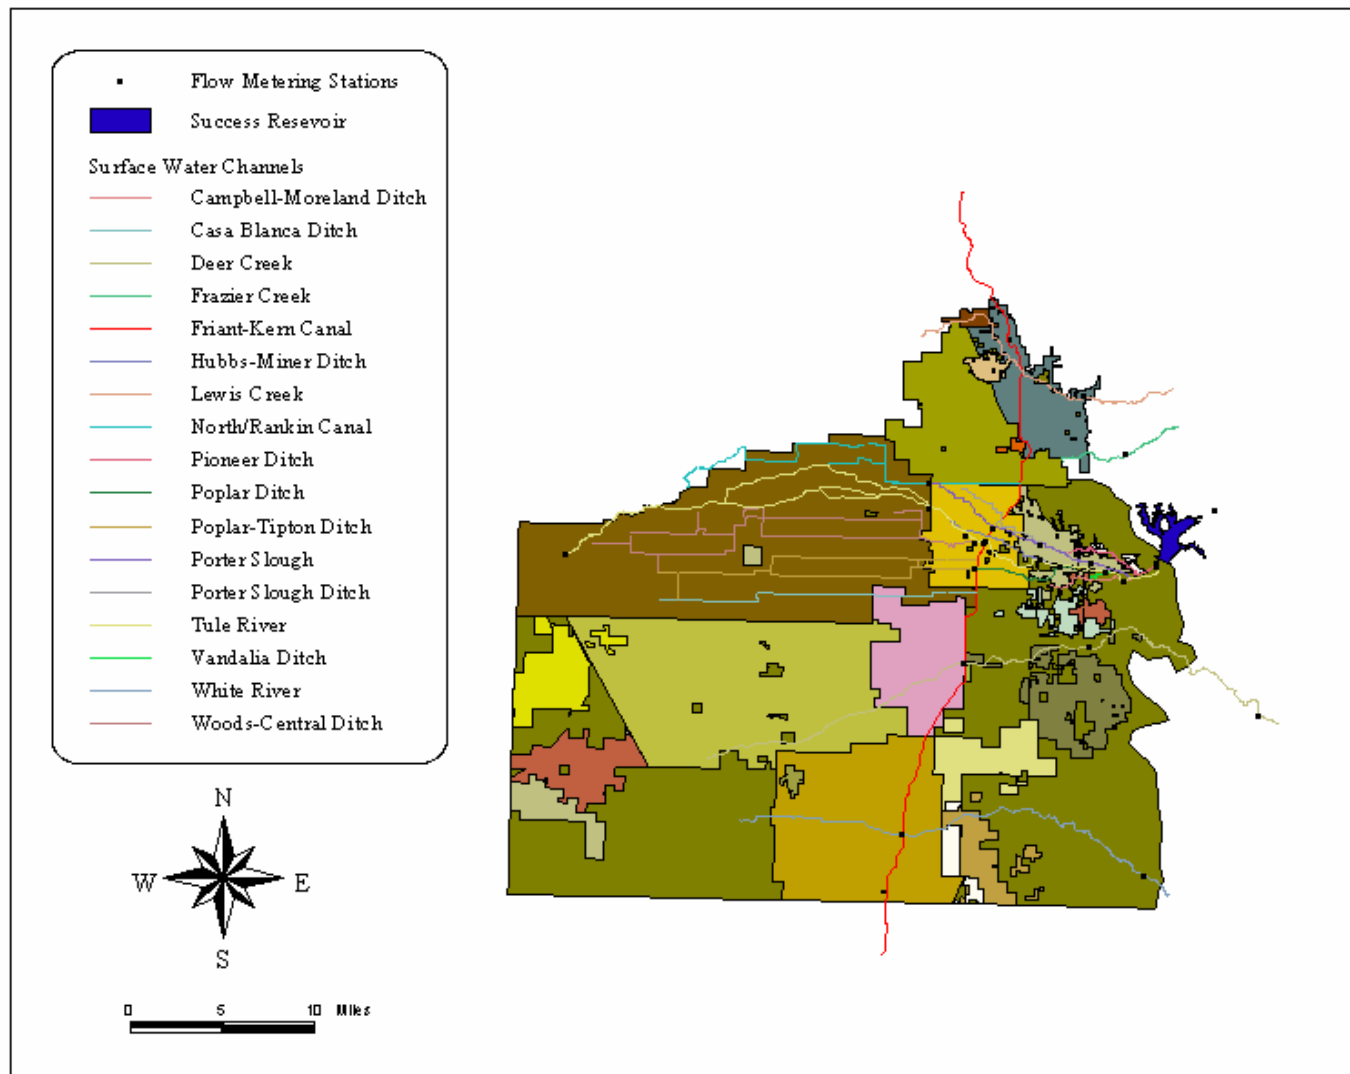 Flow Metering Stations
Success Resevoir
Surface Water Channels
Campbell-Moreland Ditch
Casa Blanca Ditch
Deer Creek
Frazier Creek
Friant-Kern Canal
Hubbs-Miner Ditch
Lewis Creek
North/Rankin Canal
Pioneer Ditch
Poplar Ditch
Poplar-Tipton Ditch
Porter Slough
Porter Slough Ditch
Tule River
Vandalia Ditch
White River
Woods-Central Ditch
N
W E
S
0 5 10 Miles